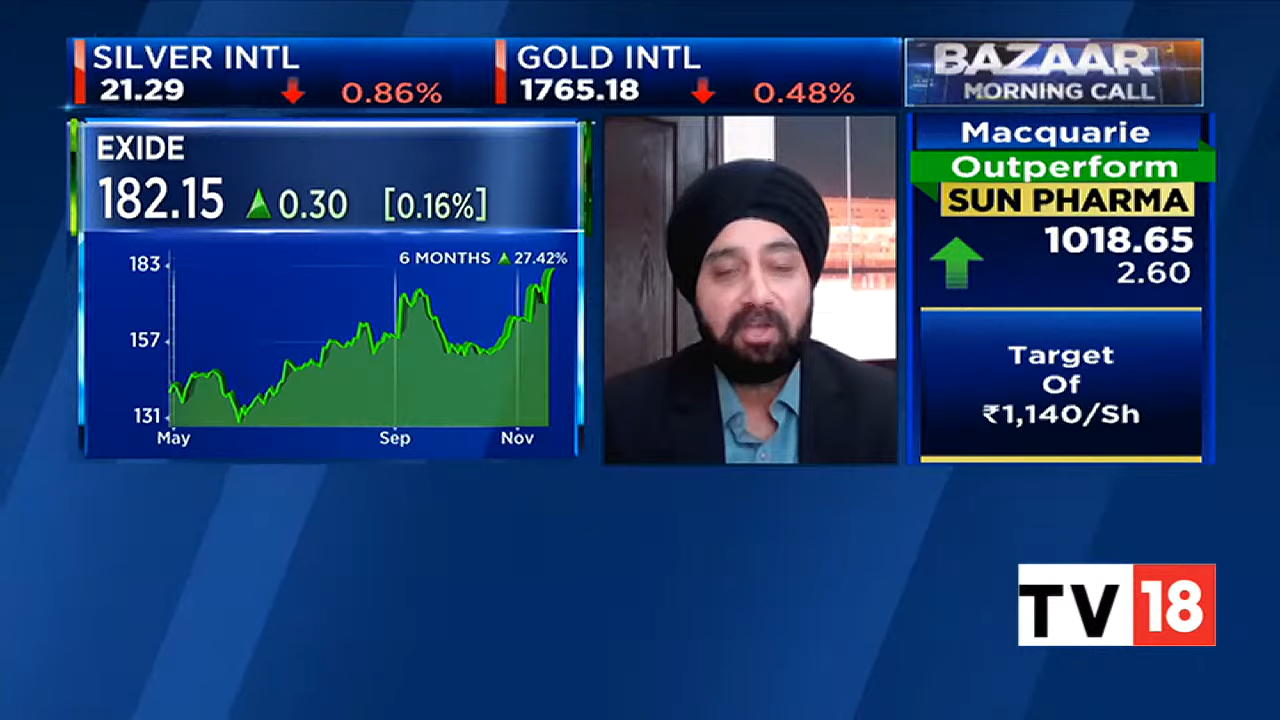 SILVER INTL
21.29 0.86%
GOLD INTL
1765.18 0.48%
BAZAAR
MORNING CALL
EXIDE
182.15 0.30 [0.16%]
6 MONTHS 27.42%
183
157
131
May Sep Nov
Macquarie
Outperform
SUN PHARMA
1018.65
2.60
Target
Of
₹1,140/Sh
TV 18